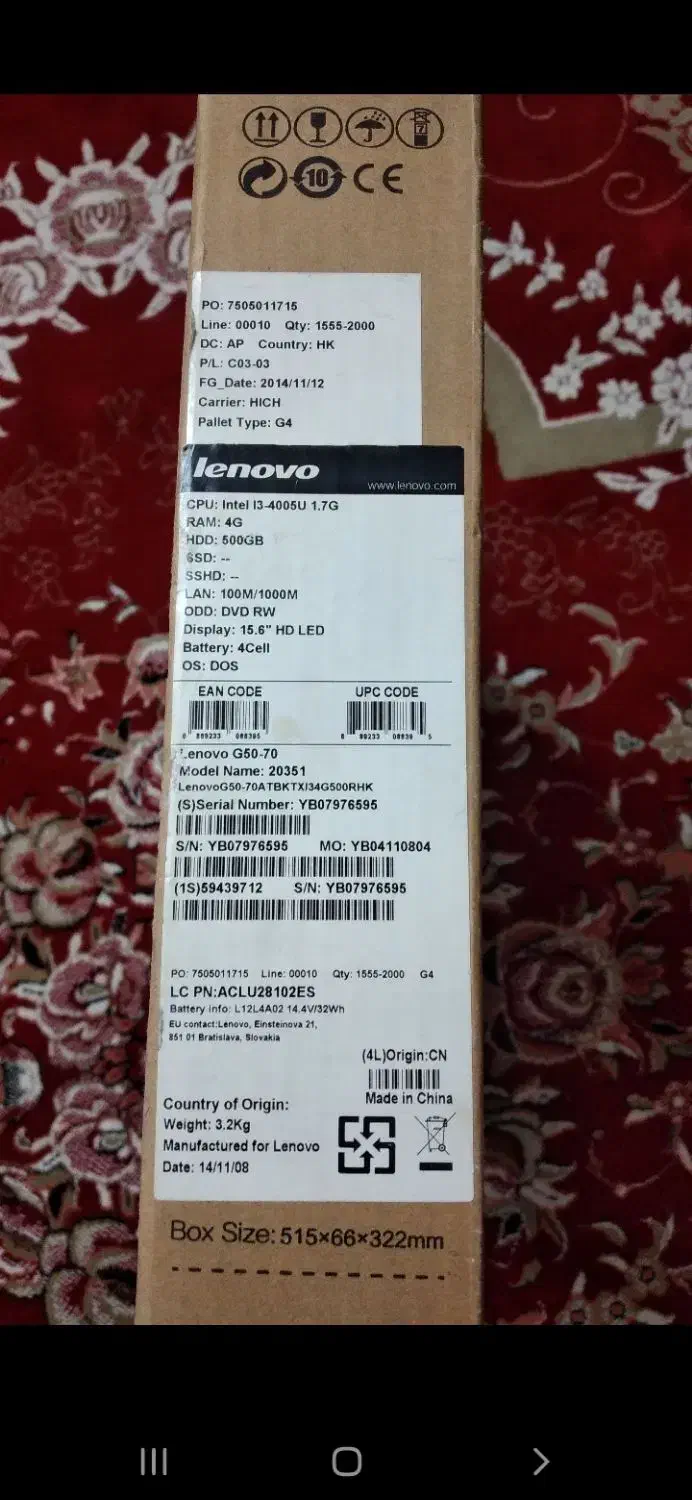 10
CE
PO: 7505011715
Line: 00010 Qty: 1555-2000
DC: AP Country: HK
P/L: C03-03
FG_Date: 2014/11/12
Carrier: HICH
Pallet Type: G4
lenovo
www.lenovo.com
CPU: Intel I3-4005U 1.7G
RAM: 4G
HDD: 500GB
SSD: --
SSHD: --
LAN: 100M/1000M
ODD: DVD RW
Display: 15.6" HD LED
Battery: 4Cell
OS: DOS
EAN CODE UPC CODE
Lenovo G50-70
Model Name: 20351
LenovoG50-70ATBKTXI34G500RHK
(S)Serial Number: YB07976595
S/N: YB07976595 MO: YB04110804
(1S)59439712 S/N: YB07976595
PO: 7505011715 Line: 00010 Qty: 1555-2000 G4
LC PN:ACLU28102ES
Battery info: L12L4A02 14.4V/32Wh
EU contact:Lenovo, Einsteinova 21,
851 01 Bratislava, Slovakia
(4L)Origin:CN
Made in China
Country of Origin:
Weight: 3.2Kg
Manufactured for Lenovo
Date: 14/11/08
Box Size: 515×66×322mm